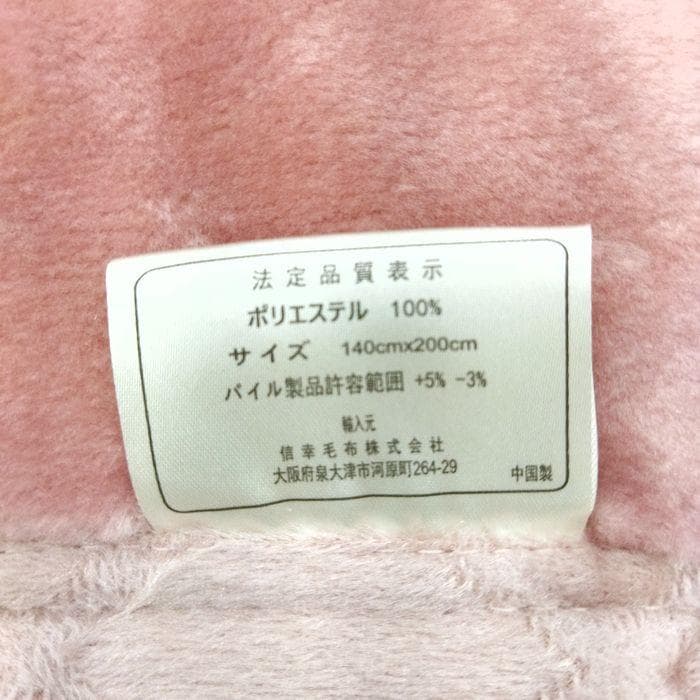 法定品質表示
ポリエステル 100%
サイズ 140cmx200cm
パイル製品許容範囲 +5% -3%
輸入元
信幸毛布株式会社
大阪府泉大津市河原町264-29
中国製